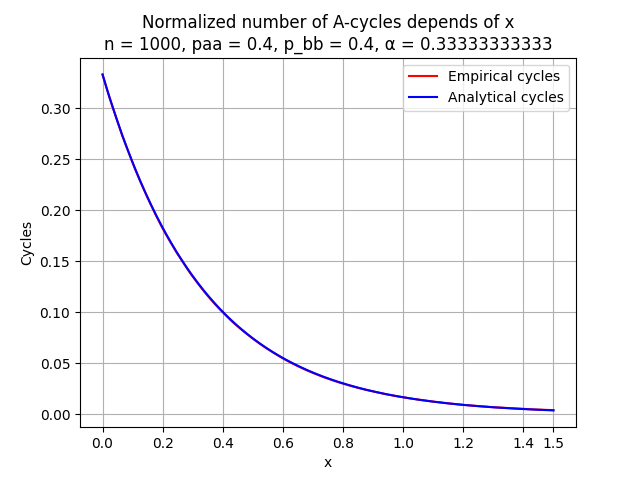 Normalized number of A-cycles depends of x
n = 1000, paa = 0.4, p_bb = 0.4, α = 0.33333333333
Empirical cycles
Analytical cycles
0.30
0.25
0.20
0.15
0.10
0.05
0.00
Cycles
0.0 0.2 0.4 0.6 0.8 1.0 1.2 1.4 1.5
x